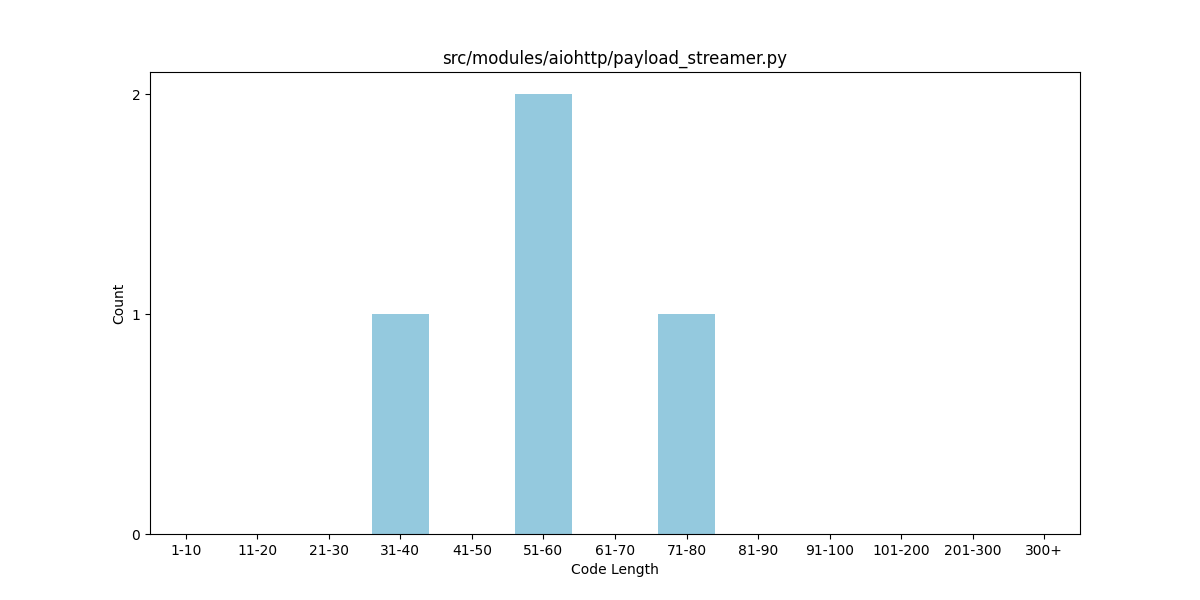 src/modules/aiohttp/payload_streamer.py
2
1
0
Count
1-10 11-20 21-30 31-40 41-50 51-60 61-70 71-80 81-90 91-100 101-200 201-300 300+
Code Length